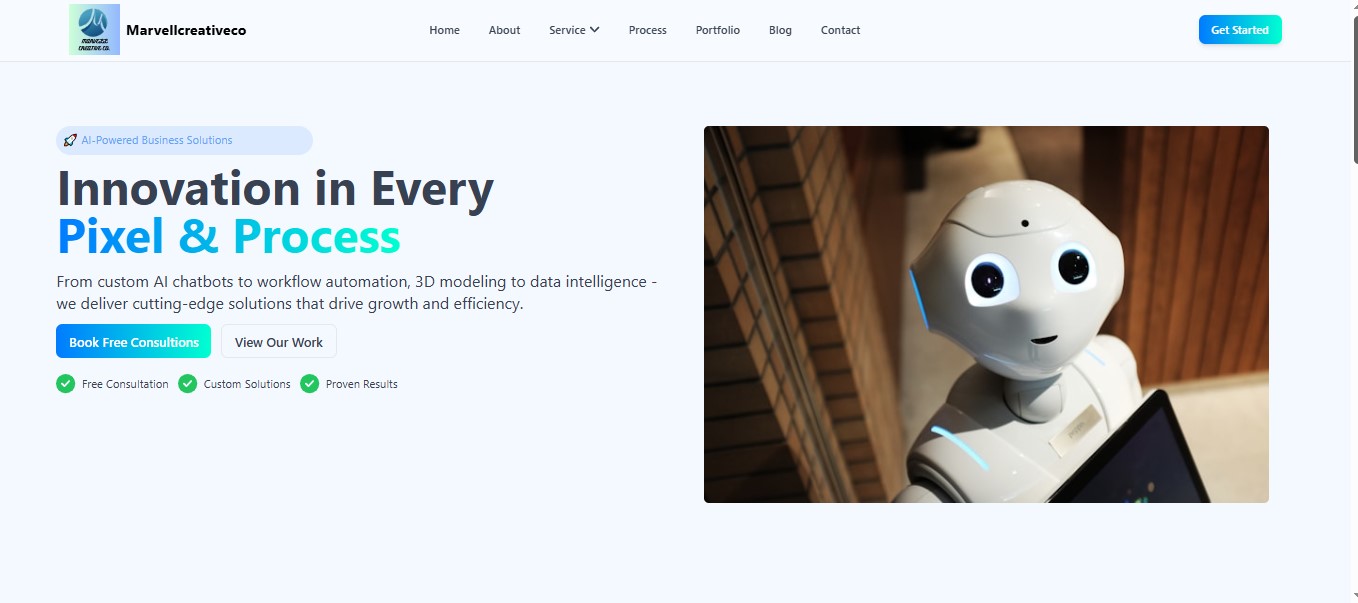 Marvellcreativeco
Home About Service Process Portfolio Blog Contact
Get Started
AI-Powered Business Solutions
Innovation in Every
Pixel & Process
From custom AI chatbots to workflow automation, 3D modeling to data intelligence -
we deliver cutting-edge solutions that drive growth and efficiency.
Book Free Consultions View Our Work
Free Consultation Custom Solutions Proven Results